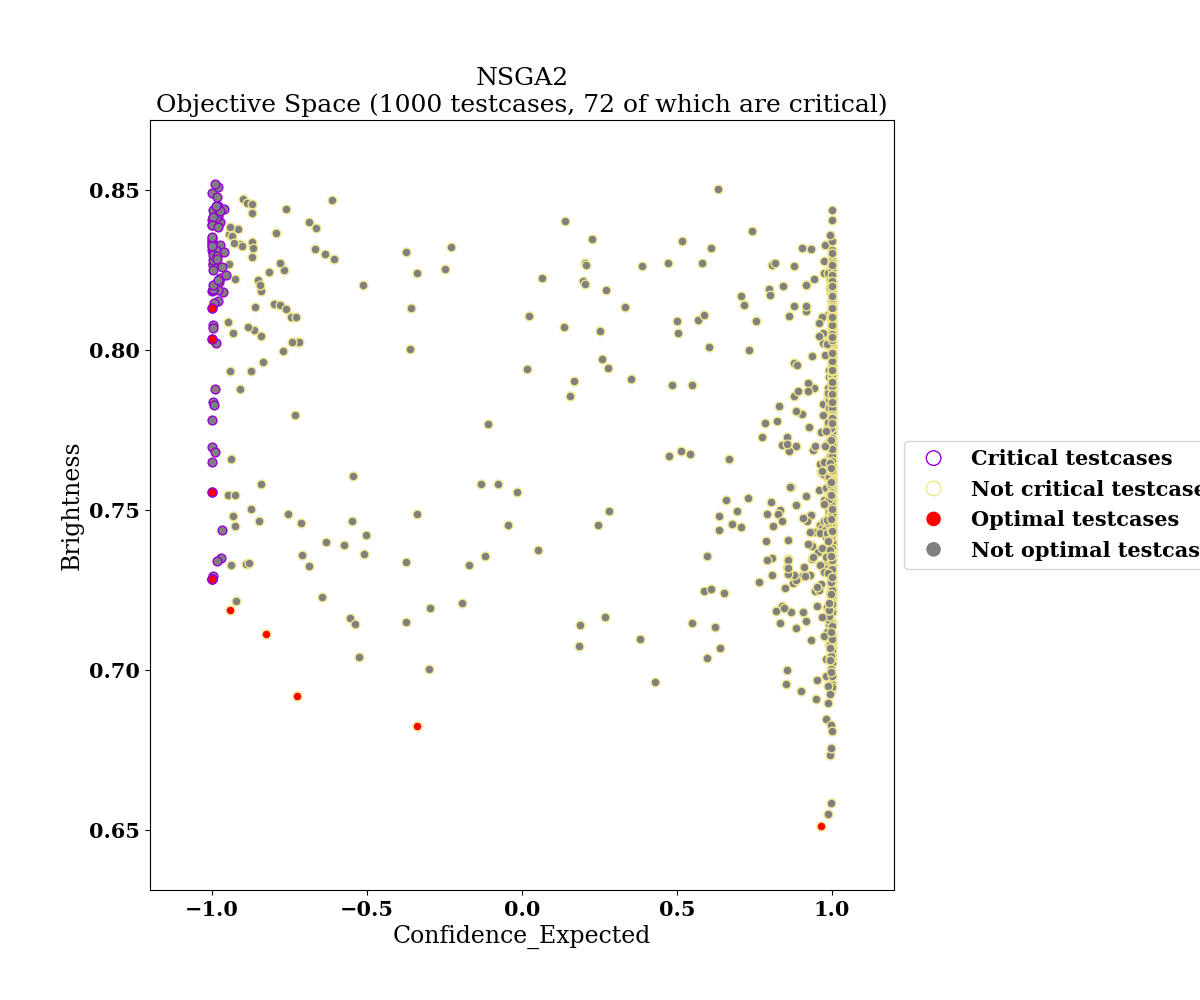 NSGA2
Objective Space (1000 testcases, 72 of which are critical)
0.85
0.80
0.75
0.70
0.65
Brightness
−1.0
−0.5
0.0
0.5
1.0
Confidence_Expected
Critical testcases
Not critical testcase
Optimal testcases
Not optimal testcas